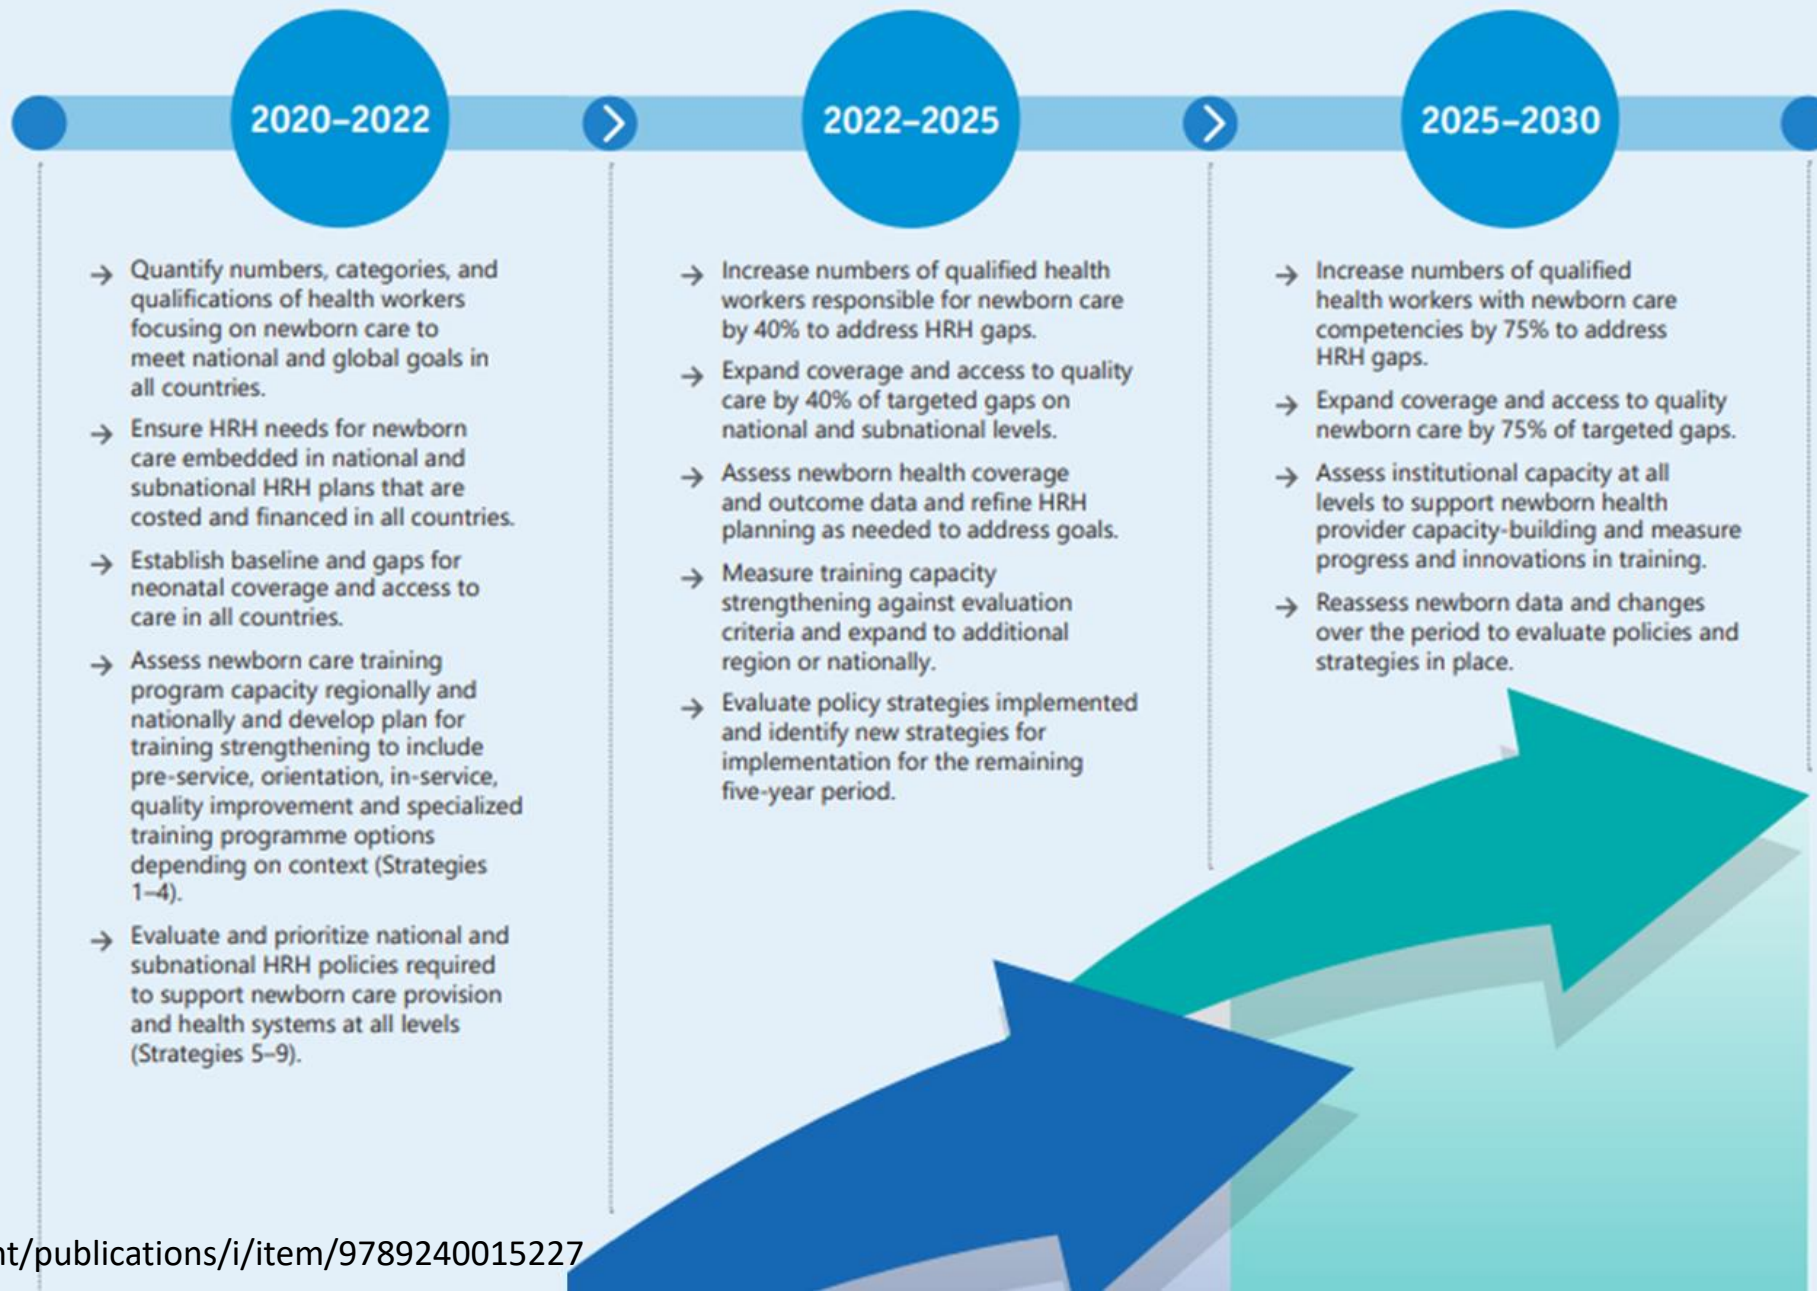 2020–2022
2022–2025
2025–2030
→ Quantify numbers, categories, and
qualifications of health workers
focusing on newborn care to
meet national and global goals in
all countries.
→ Ensure HRH needs for newborn
care embedded in national and
subnational HRH plans that are
costed and financed in all countries.
→ Establish baseline and gaps for
neonatal coverage and access to
care in all countries.
→ Assess newborn care training
program capacity regionally and
nationally and develop plan for
training strengthening to include
pre-service, orientation, in-service,
quality improvement and specialized
training programme options
depending on context (Strategies
1–4).
→ Evaluate and prioritize national and
subnational HRH policies required
to support newborn care provision
and health systems at all levels
(Strategies 5–9).
→ Increase numbers of qualified health
workers responsible for newborn care
by 40% to address HRH gaps.
→ Expand coverage and access to quality
care by 40% of targeted gaps on
national and subnational levels.
→ Assess newborn health coverage
and outcome data and refine HRH
planning as needed to address goals.
→ Measure training capacity
strengthening against evaluation
criteria and expand to additional
region or nationally.
→ Evaluate policy strategies implemented
and identify new strategies for
implementation for the remaining
five-year period.
→ Increase numbers of qualified
health workers with newborn care
competencies by 75% to address
HRH gaps.
→ Expand coverage and access to quality
newborn care by 75% of targeted gaps.
→ Assess institutional capacity at all
levels to support newborn health
provider capacity-building and measure
progress and innovations in training.
→ Reassess newborn data and changes
over the period to evaluate policies and
strategies in place.
nt/publications/i/item/9789240015227